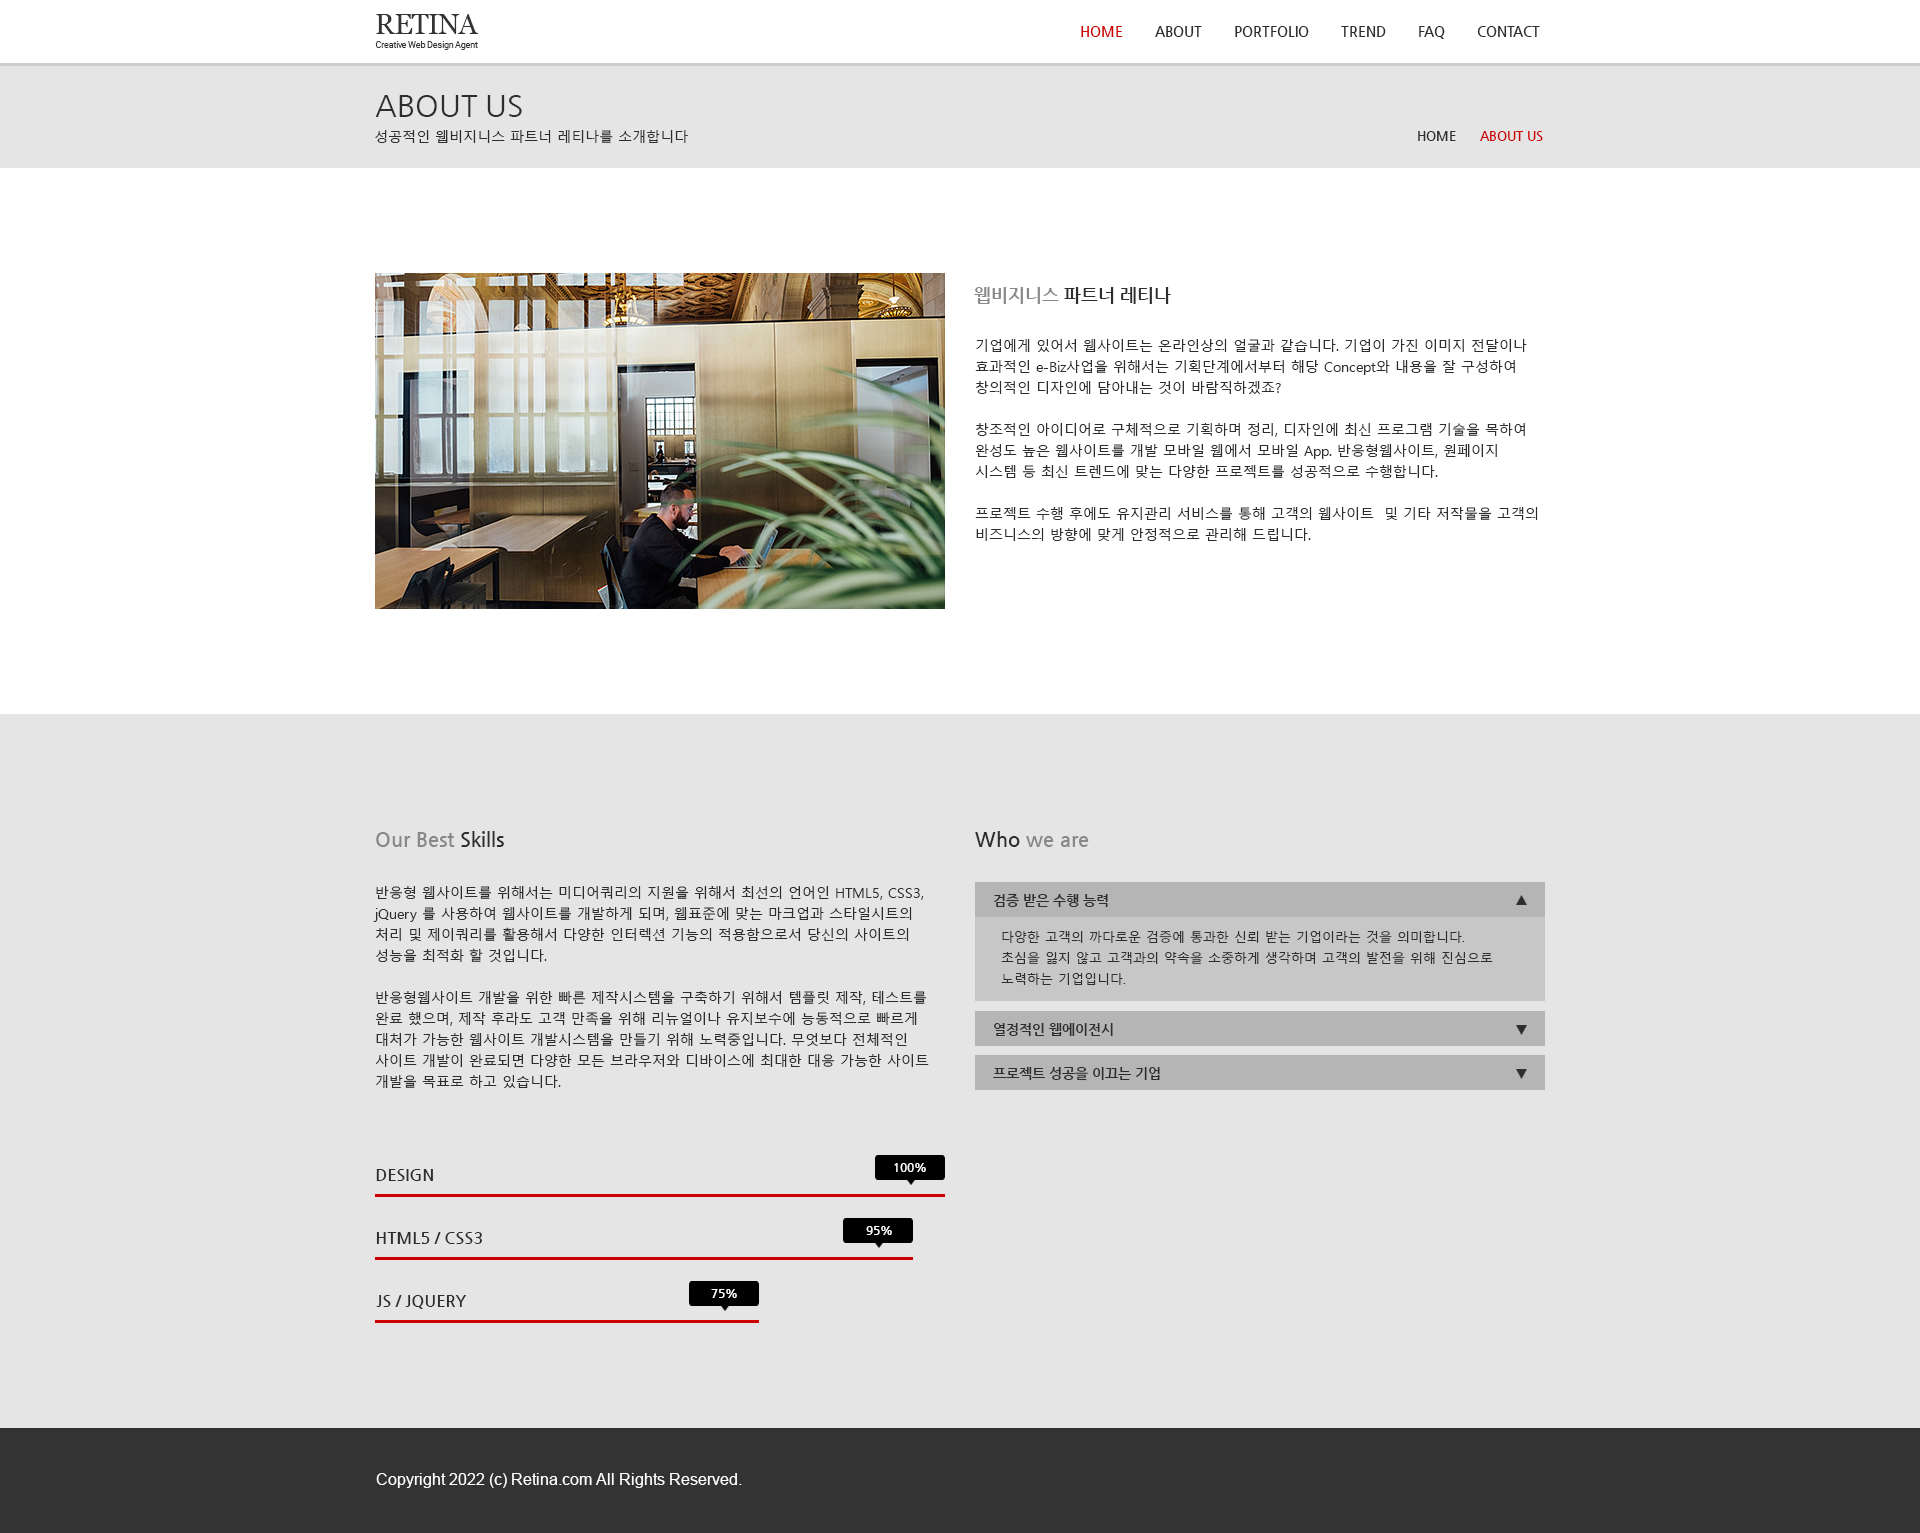 RETINA
Creative Web Design Agent
HOME ABOUT PORTFOLIO TREND FAQ CONTACT
ABOUT US
성공적인 웹비지니스 파트너 레티나를 소개합니다
HOME ABOUT US
웹비지니스 파트너 레티나
기업에게 있어서 웹사이트는 온라인상의 얼굴과 같습니다. 기업이 가진 이미지 전달이나
효과적인 e-Biz사업을 위해서는 기획단계에서부터 해당 Concept와 내용을 잘 구성하여
창의적인 디자인에 담아내는 것이 바람직하겠죠?
창조적인 아이디어로 구체적으로 기획하며 정리, 디자인에 최신 프로그램 기술을 목하여
완성도 높은 웹사이트를 개발 모바일 웹에서 모바일 App. 반응형웹사이트, 원페이지
시스템 등 최신 트렌드에 맞는 다양한 프로젝트를 성공적으로 수행합니다.
프로젝트 수행 후에도 유지관리 서비스를 통해 고객의 웹사이트 및 기타 저작물을 고객의
비즈니스의 방향에 맞게 안정적으로 관리해 드립니다.
Our Best Skills
반응형 웹사이트를 위해서는 미디어쿼리의 지원을 위해서 최선의 언어인 HTML5, CSS3,
jQuery 를 사용하여 웹사이트를 개발하게 되며, 웹표준에 맞는 마크업과 스타일시트의
처리 및 제이쿼리를 활용해서 다양한 인터렉션 기능의 적용함으로서 당신의 사이트의
성능을 최적화 할 것입니다.
반응형웹사이트 개발을 위한 빠른 제작시스템을 구축하기 위해서 템플릿 제작, 테스트를
완료 했으며, 제작 후라도 고객 만족을 위해 리뉴얼이나 유지보수에 능동적으로 빠르게
대처가 가능한 웹사이트 개발시스템을 만들기 위해 노력중입니다. 무엇보다 전체적인
사이트 개발이 완료되면 다양한 모든 브라우저와 디바이스에 최대한 대응 가능한 사이트
개발을 목표로 하고 있습니다.
DESIGN 100%
HTML5 / CSS3 95%
JS / JQUERY 75%
Who we are
검증 받은 수행 능력 ▲
다양한 고객의 까다로운 검증에 통과한 신뢰 받는 기업이라는 것을 의미합니다.
초심을 잃지 않고 고객과의 약속을 소중하게 생각하며 고객의 발전을 위해 진심으로
노력하는 기업입니다.
열정적인 웹에이전시 ▼
프로젝트 성공을 이끄는 기업 ▼
Copyright 2022 (c) Retina.com All Rights Reserved.